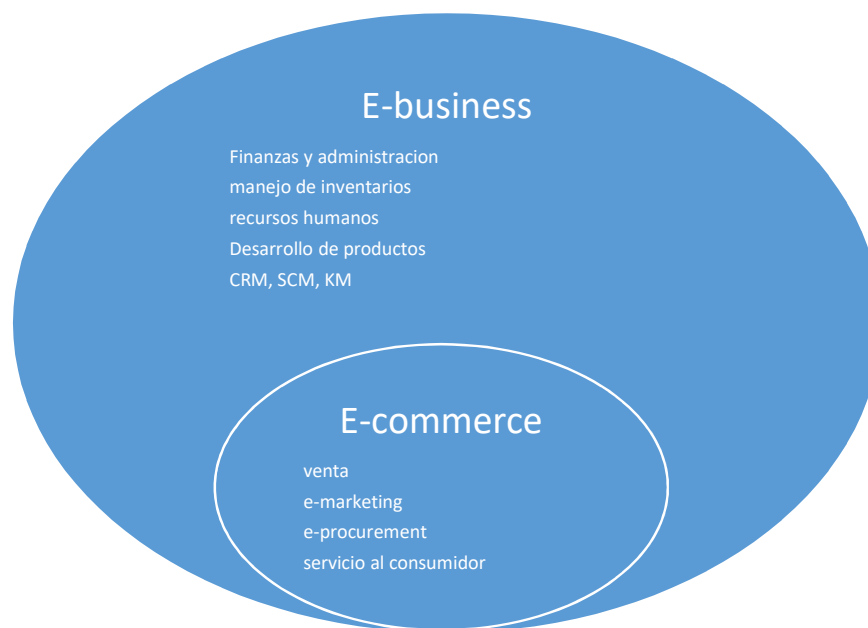 E-business
Finanzas y administracion
manejo de inventarios
recursos humanos
Desarrollo de productos
CRM, SCM, KM
E-commerce
venta
e-marketing
e-procurement
servicio al consumidor